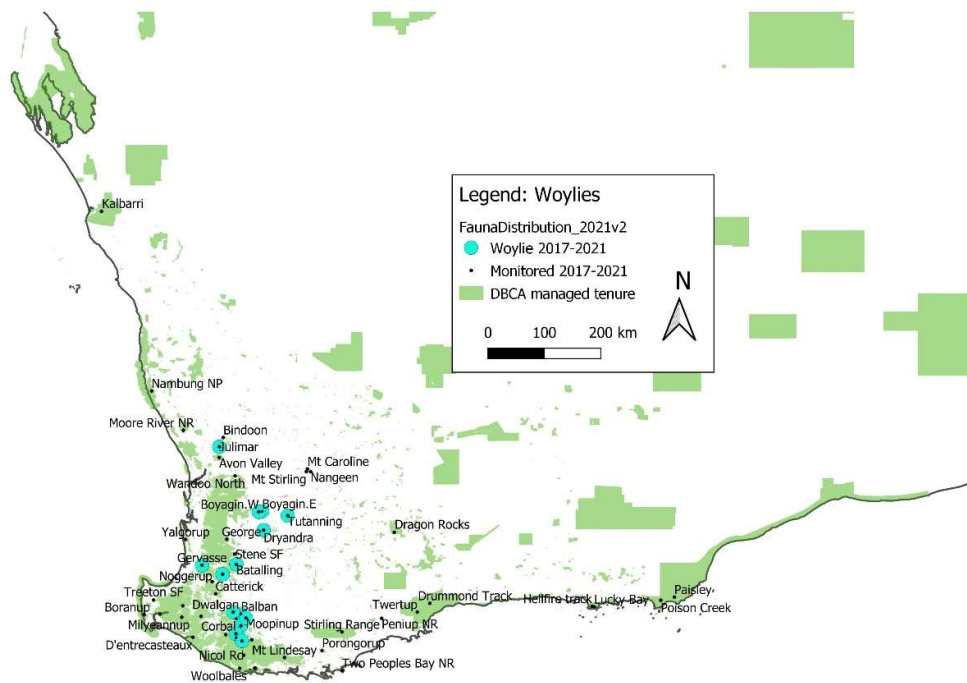 Kalbarri
Legend: Woylies
FaunaDistribution_2021v2
Woylie 2017-2021
Monitored 2017-2021
DBCA managed tenure
N
0 100 200 km
Nambung NP
Moore River NR
Bindoon
Julimar
Avon Valley
Mt Caroline
Wandoo North
Mt Stirling
Nangeen
Boyagin.W
Boyagin.E
Tutanning
Yalgorup
George
Dryandra
Dragon Rocks
Stene SF
Gervasse
Batalling
Noggerup
Catterick
Treeton SF
Boranup
Dwalgan
Balban
Twertup
Drummond Track
Hellfire track
Lucky Bay
Paisley
Poison Creek
Milyeannup
Corbal
Moopinup
Stirling Range
Peniup NR
D'entrecasteaux
Nicol Rd
Mt Lindesay
Porongorup
Woolbales
Two Peoples Bay NR